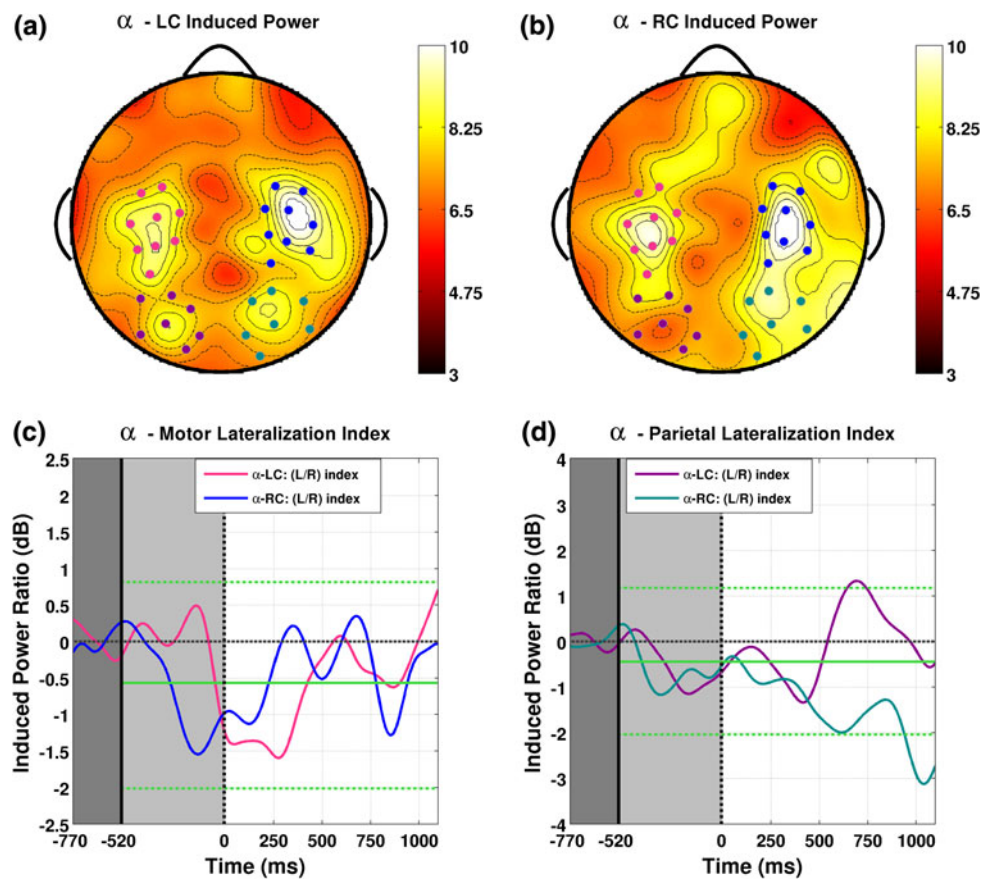 (a) α - LC Induced Power
10
8.25
6.5
4.75
3
(b) α - RC Induced Power
10
8.25
6.5
4.75
3
(c) α - Motor Lateralization Index
Induced Power Ratio (dB)
2.5
2
1.5
1
0.5
0
-0.5
-1
-1.5
-2
-2.5
α-LC: (L/R) index
α-RC: (L/R) index
-770 -520 0 250 500 750 1000
Time (ms)
(d) α - Parietal Lateralization Index
Induced Power Ratio (dB)
4
3
2
1
0
-1
-2
-3
-4
α-LC: (L/R) index
α-RC: (L/R) index
-770 -520 0 250 500 750 1000
Time (ms)